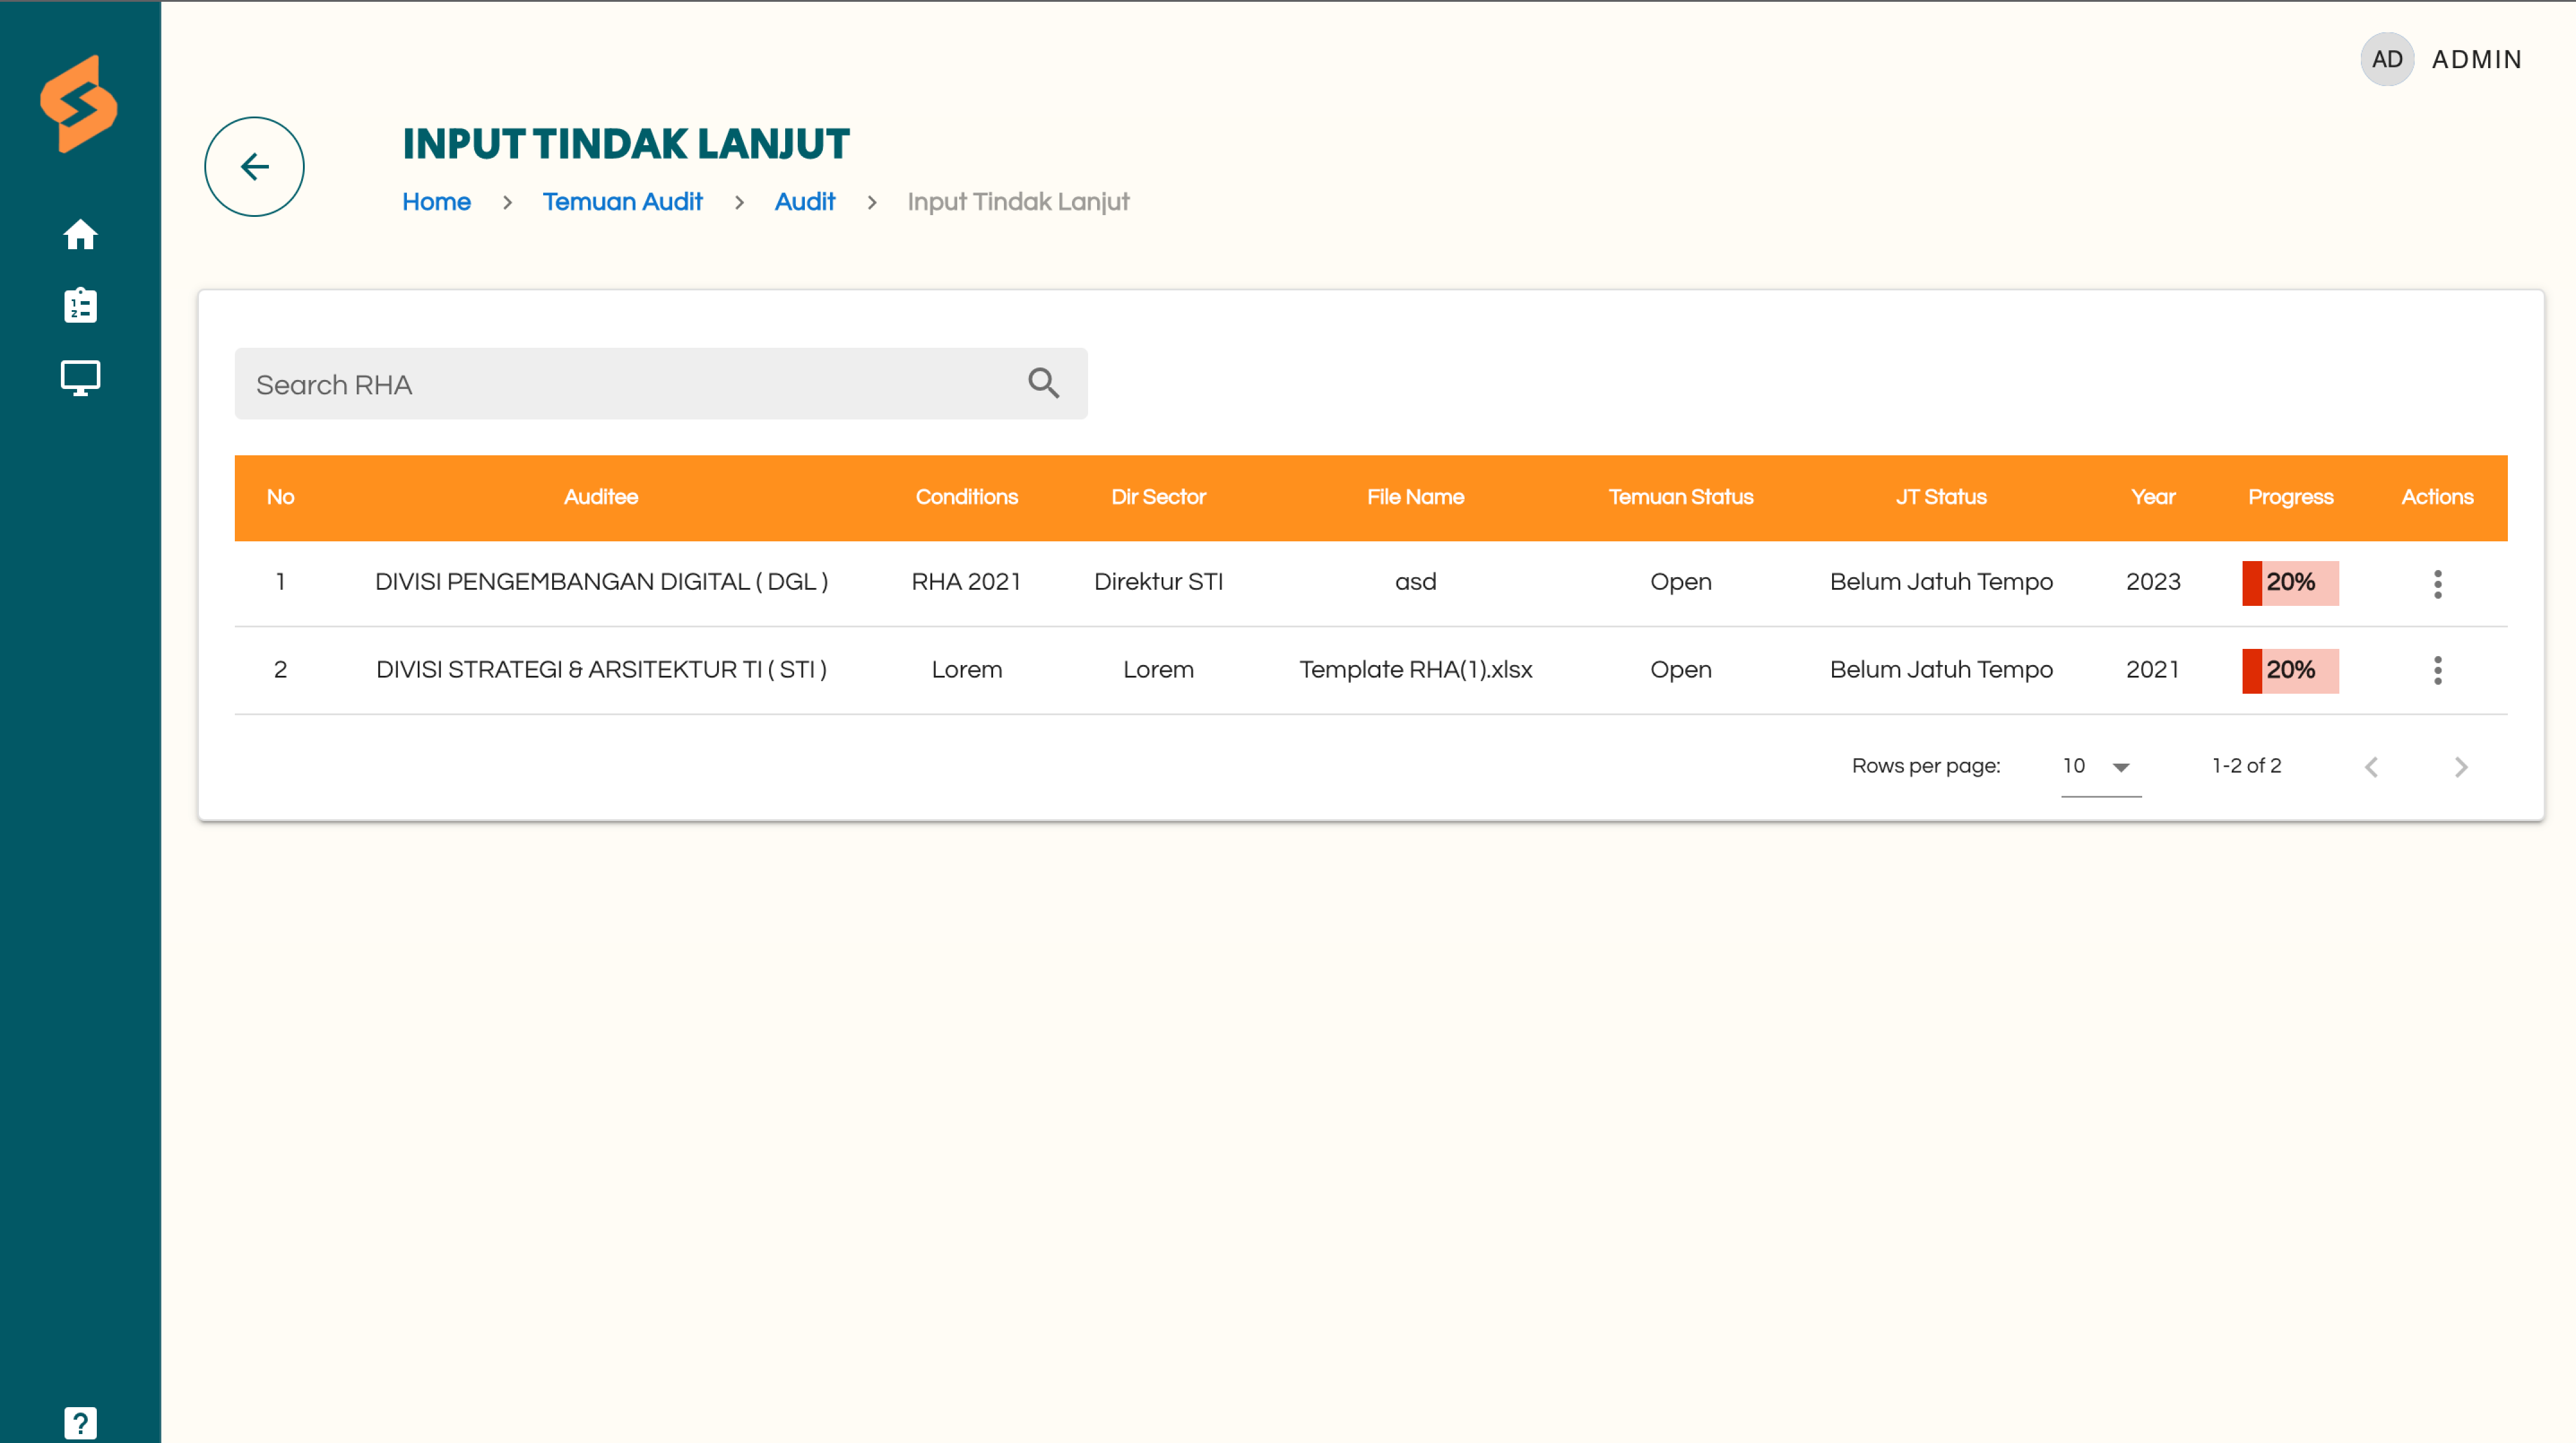 AD ADMIN
INPUT TINDAK LANJUT
Home > Temuan Audit > Audit > Input Tindak Lanjut
Search RHA
No Auditee Conditions Dir Sector File Name Temuan Status JT Status Year Progress Actions
1 DIVISI PENGEMBANGAN DIGITAL ( DGL ) RHA 2021 Direktur STI asd Open Belum Jatuh Tempo 2023 20%
2 DIVISI STRATEGI & ARSITEKTUR TI ( STI ) Lorem Lorem Template RHA(1).xlsx Open Belum Jatuh Tempo 2021 20%
Rows per page: 10 1-2 of 2